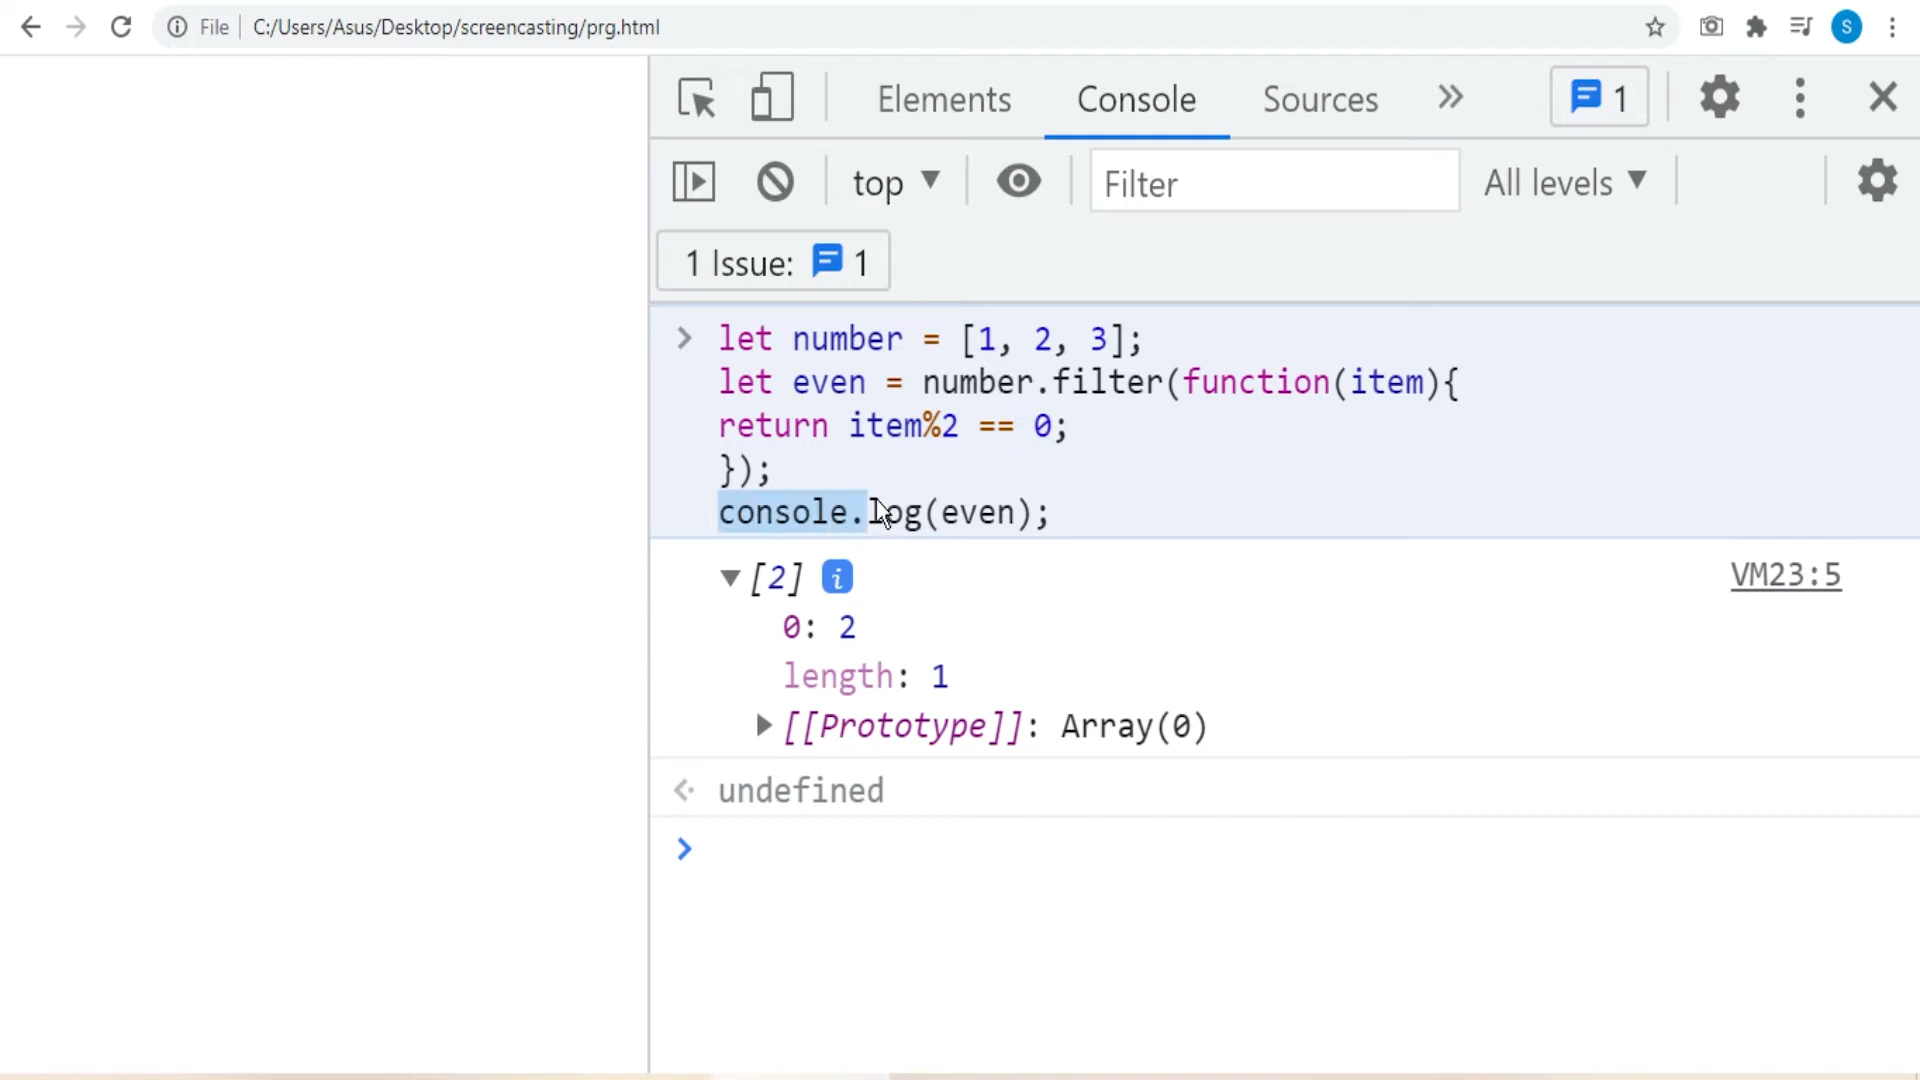 File C:/Users/Asus/Desktop/screencasting/prg.html S
Elements Console Sources 1
top Filter All levels
1 Issue: 1
let number = [1, 2, 3];
let even = number.filter(function(item){
return item%2 == 0;
});
console.log(even);
[2] i VM23:5
0: 2
length: 1
[[Prototype]]: Array(0)
undefined